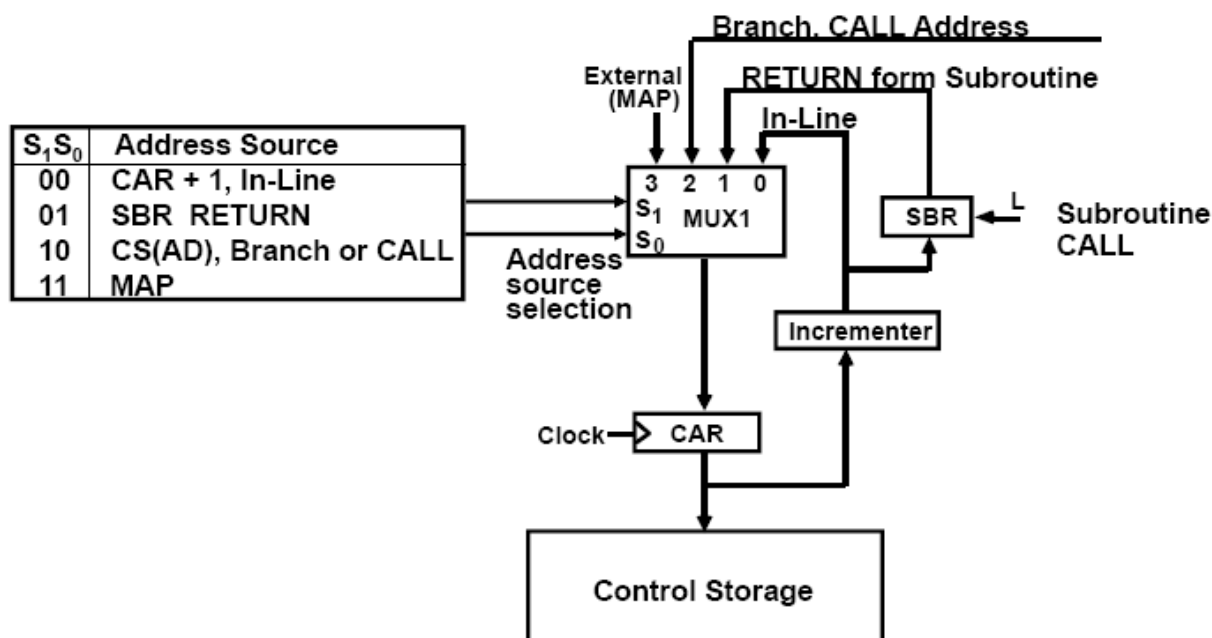 Branch, CALL Address
External
(MAP)
RETURN form Subroutine
In-Line
S1S0 Address Source
00 CAR + 1, In-Line
01 SBR RETURN
10 CS(AD), Branch or CALL
11 MAP
3 2 1 0
S1
MUX1
S0
SBR
L
Subroutine
CALL
Address
source
selection
Incrementer
Clock
CAR
Control Storage